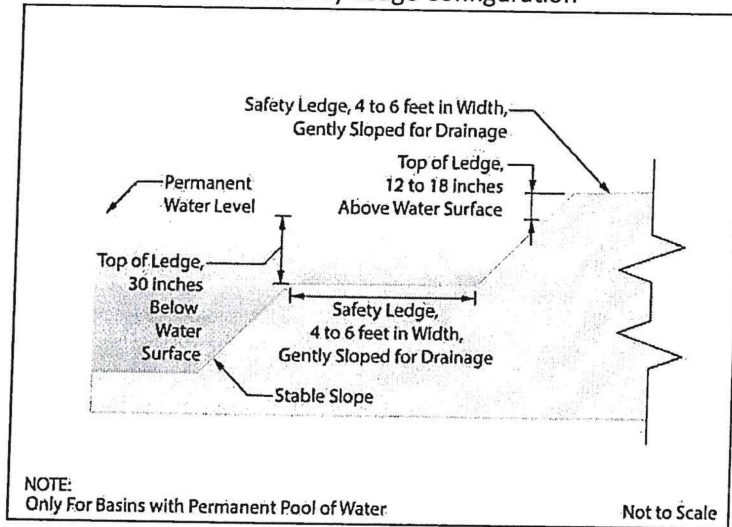 Ledge Configuration
Safety Ledge, 4 to 6 feet in Width,
Gently Sloped for Drainage
Top of Ledge,
12 to 18 inches
Above Water Surface
Permanent
Water Level
Top of Ledge,
30 inches
Below
Water
Surface
Safety Ledge,
4 to 6 feet in Width,
Gently Sloped for Drainage
Stable Slope
NOTE:
Only For Basins with Permanent Pool of Water
Not to Scale